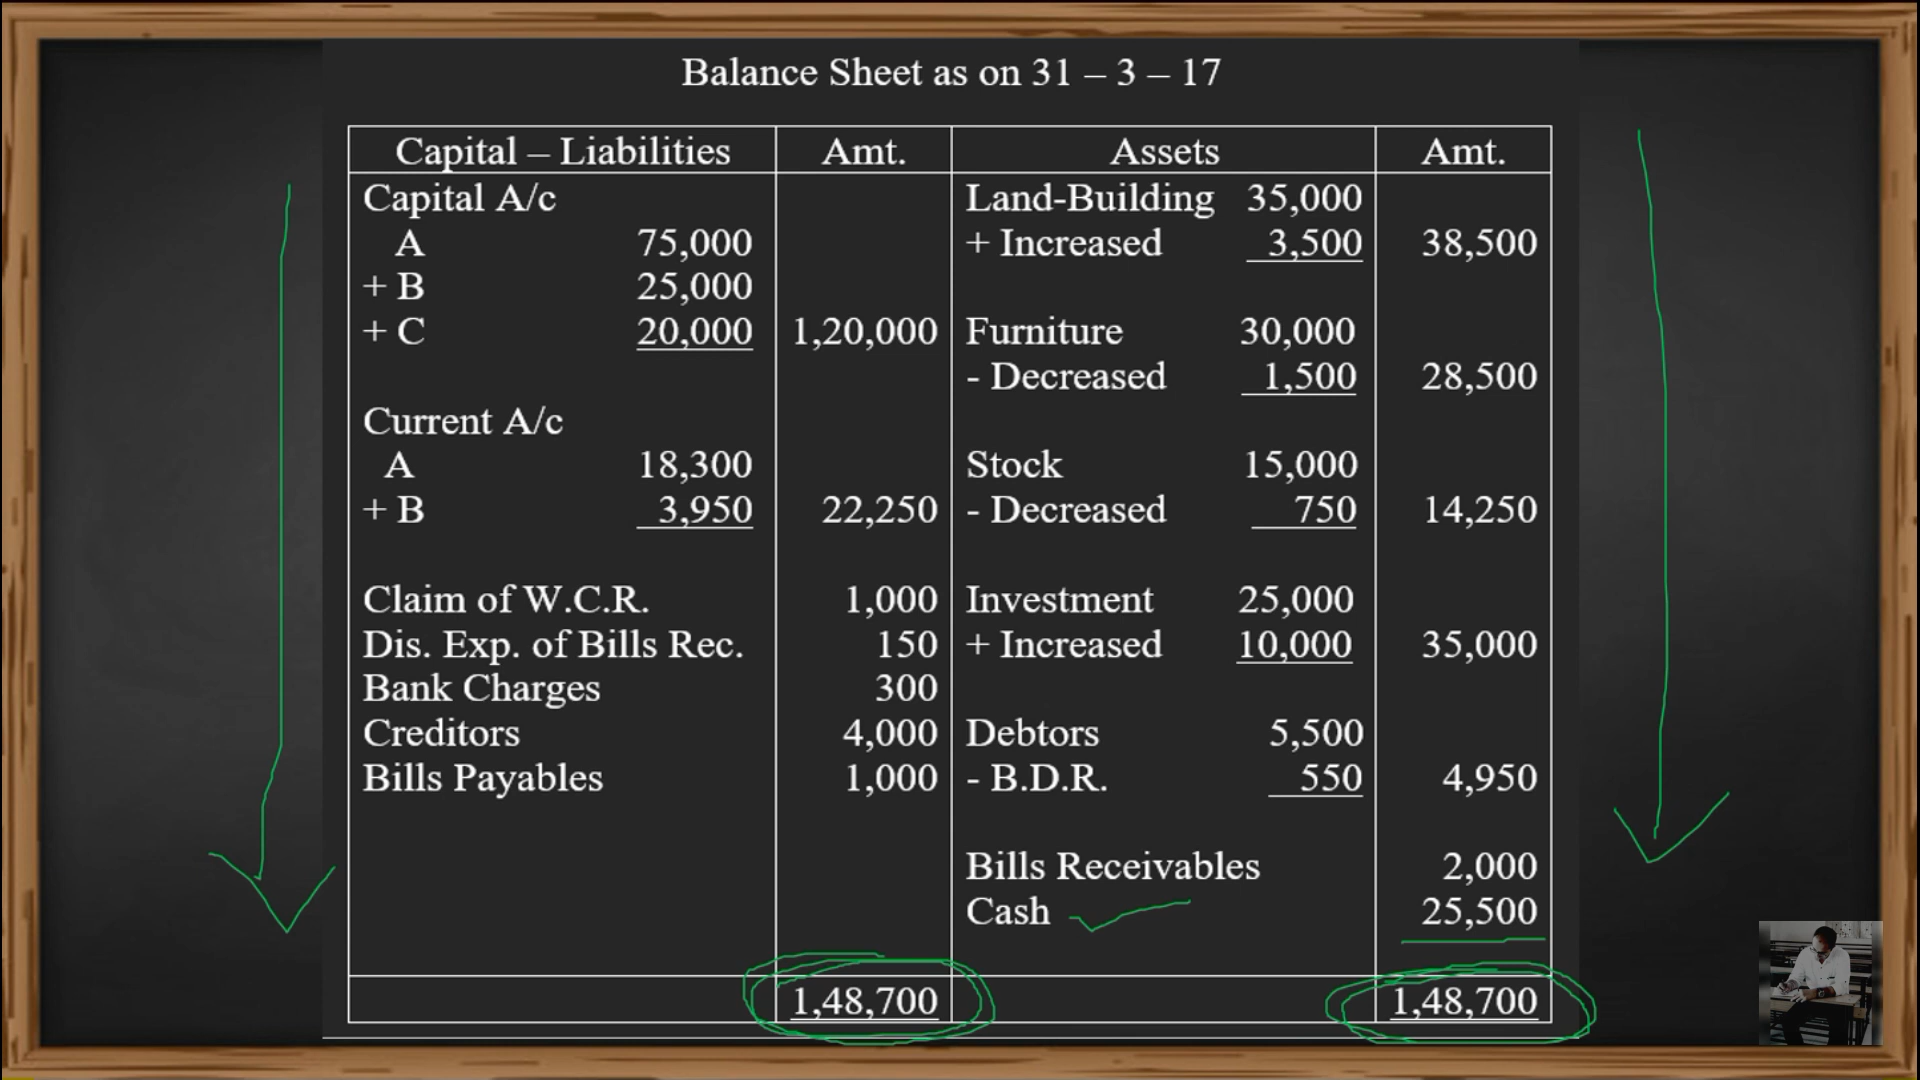 Balance Sheet as on 31 – 3 – 17
Capital – Liabilities Amt. Assets Amt.
Capital A/c Land-Building 35,000
A 75,000 + Increased 3,500 38,500
+ B 25,000
+ C 20,000 1,20,000 Furniture 30,000
- Decreased 1,500 28,500
Current A/c
A 18,300 Stock 15,000
+ B 3,950 22,250 - Decreased 750 14,250
Claim of W.C.R. 1,000 Investment 25,000
Dis. Exp. of Bills Rec. 150 + Increased 10,000 35,000
Bank Charges 300
Creditors 4,000 Debtors 5,500
Bills Payables 1,000 - B.D.R. 550 4,950
Bills Receivables 2,000
Cash 25,500
1,48,700 1,48,700